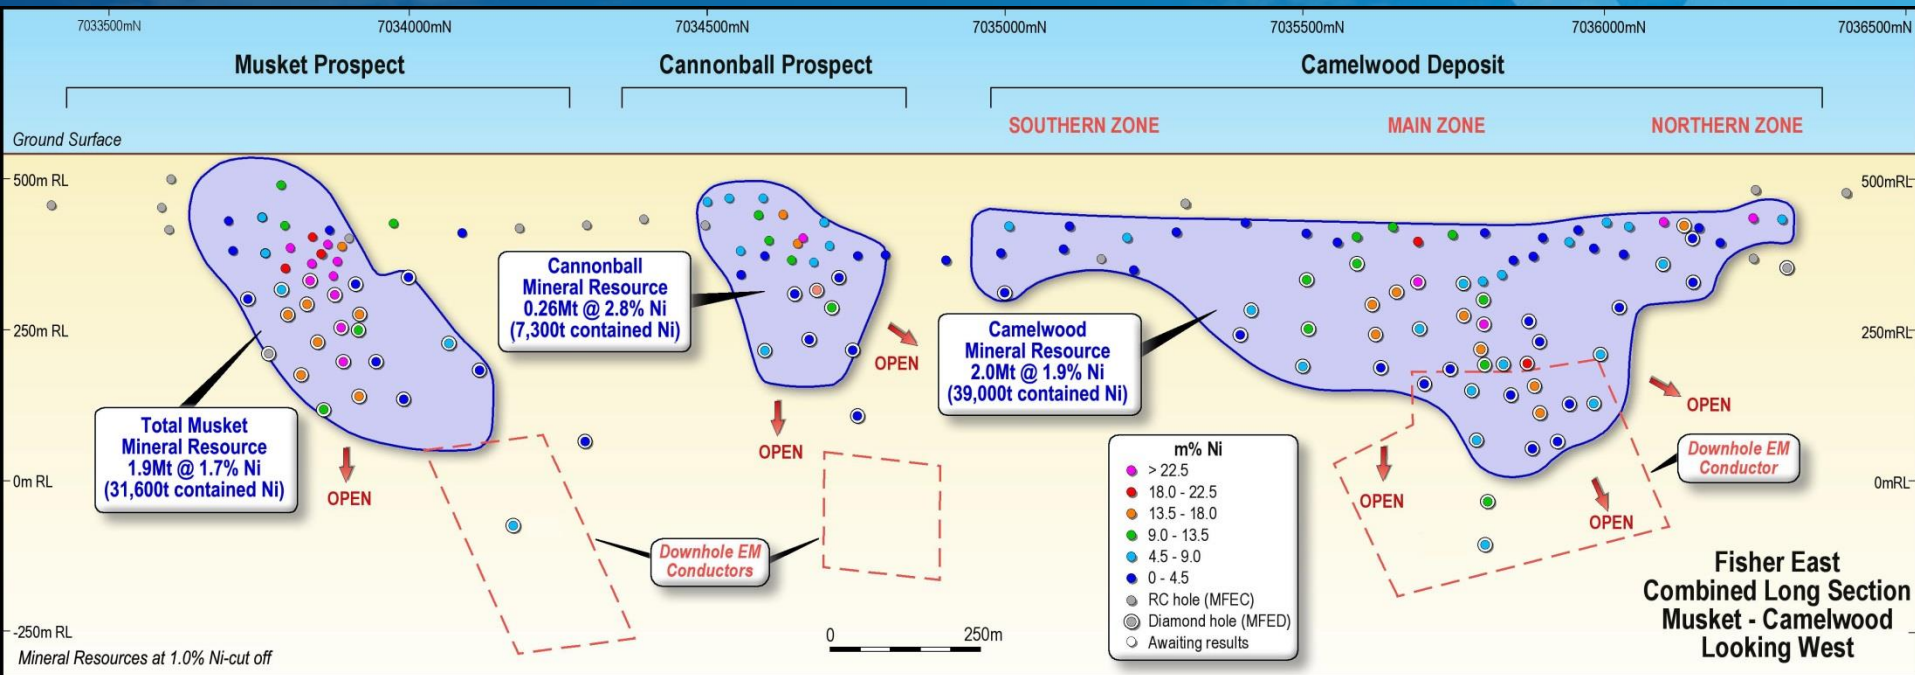 7033500mN
7034000mN
7034500mN
7035000mN
7035500mN
7036000mN
7036500mN
Musket Prospect
Cannonball Prospect
Camelwood Deposit
SOUTHERN ZONE
MAIN ZONE
NORTHERN ZONE
Ground Surface
500m RL
500mRL
250m RL
250mRL
0m RL
0mRL
-250m RL
Total Musket
Mineral Resource
1.9Mt @ 1.7% Ni
(31,600t contained Ni)
OPEN
Cannonball
Mineral Resource
0.26Mt @ 2.8% Ni
(7,300t contained Ni)
OPEN
OPEN
Camelwood
Mineral Resource
2.0Mt @ 1.9% Ni
(39,000t contained Ni)
OPEN
OPEN
OPEN
Downhole EM
Conductor
Downhole EM
Conductors
m% Ni
> 22.5
18.0 - 22.5
13.5 - 18.0
9.0 - 13.5
4.5 - 9.0
0 - 4.5
RC hole (MFEC)
Diamond hole (MFED)
Awaiting results
0
250m
Fisher East
Combined Long Section
Musket - Camelwood
Looking West
Mineral Resources at 1.0% Ni-cut off